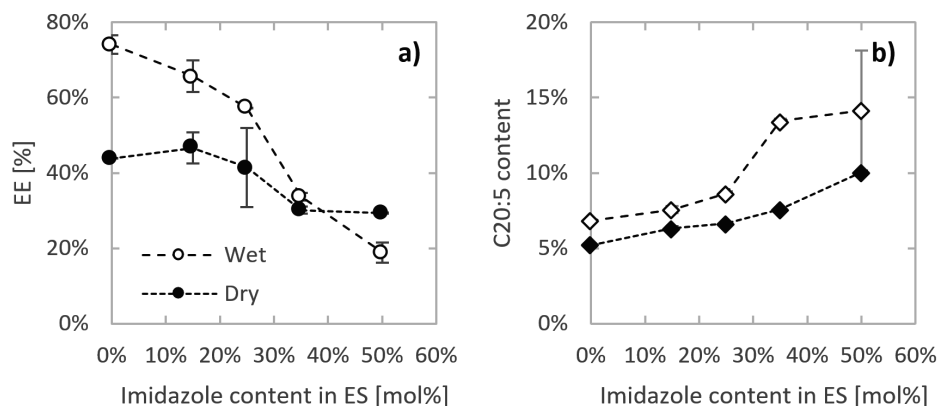 80%
60%
40%
20%
0%
EE [%]
a)
Wet
Dry
0% 10% 20% 30% 40% 50% 60%
Imidazole content in ES [mol%]
20%
15%
10%
5%
0%
C20:5 content
b)
0% 10% 20% 30% 40% 50% 60%
Imidazole content in ES [mol%]